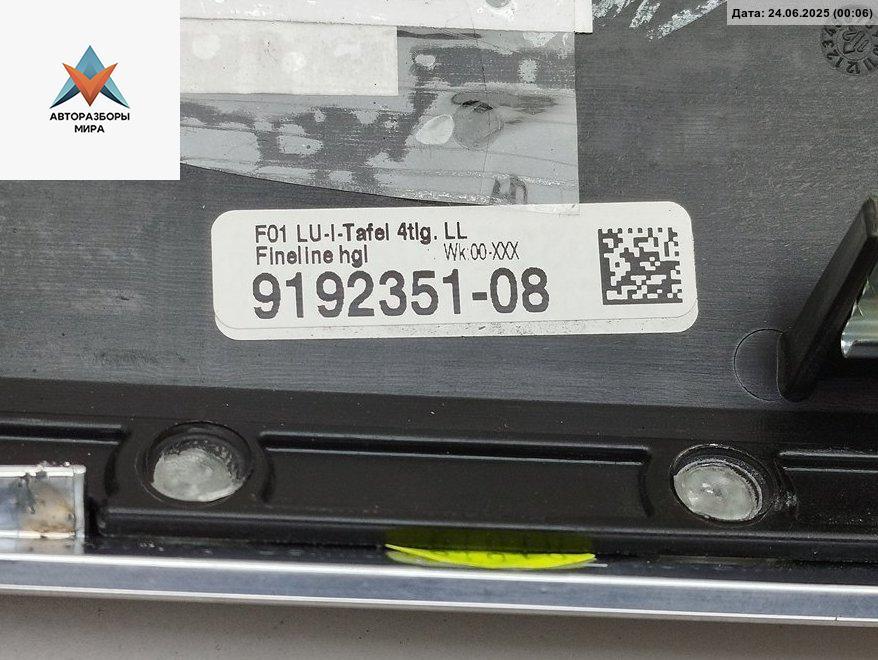 Дата: 24.06.2025 (00:06)
АВТОРАЗБОРЫ
МИРА
F01 LU-I-Tafel 4tlg. LL
Fineline hgl Wk:00-XXX
9192351-08